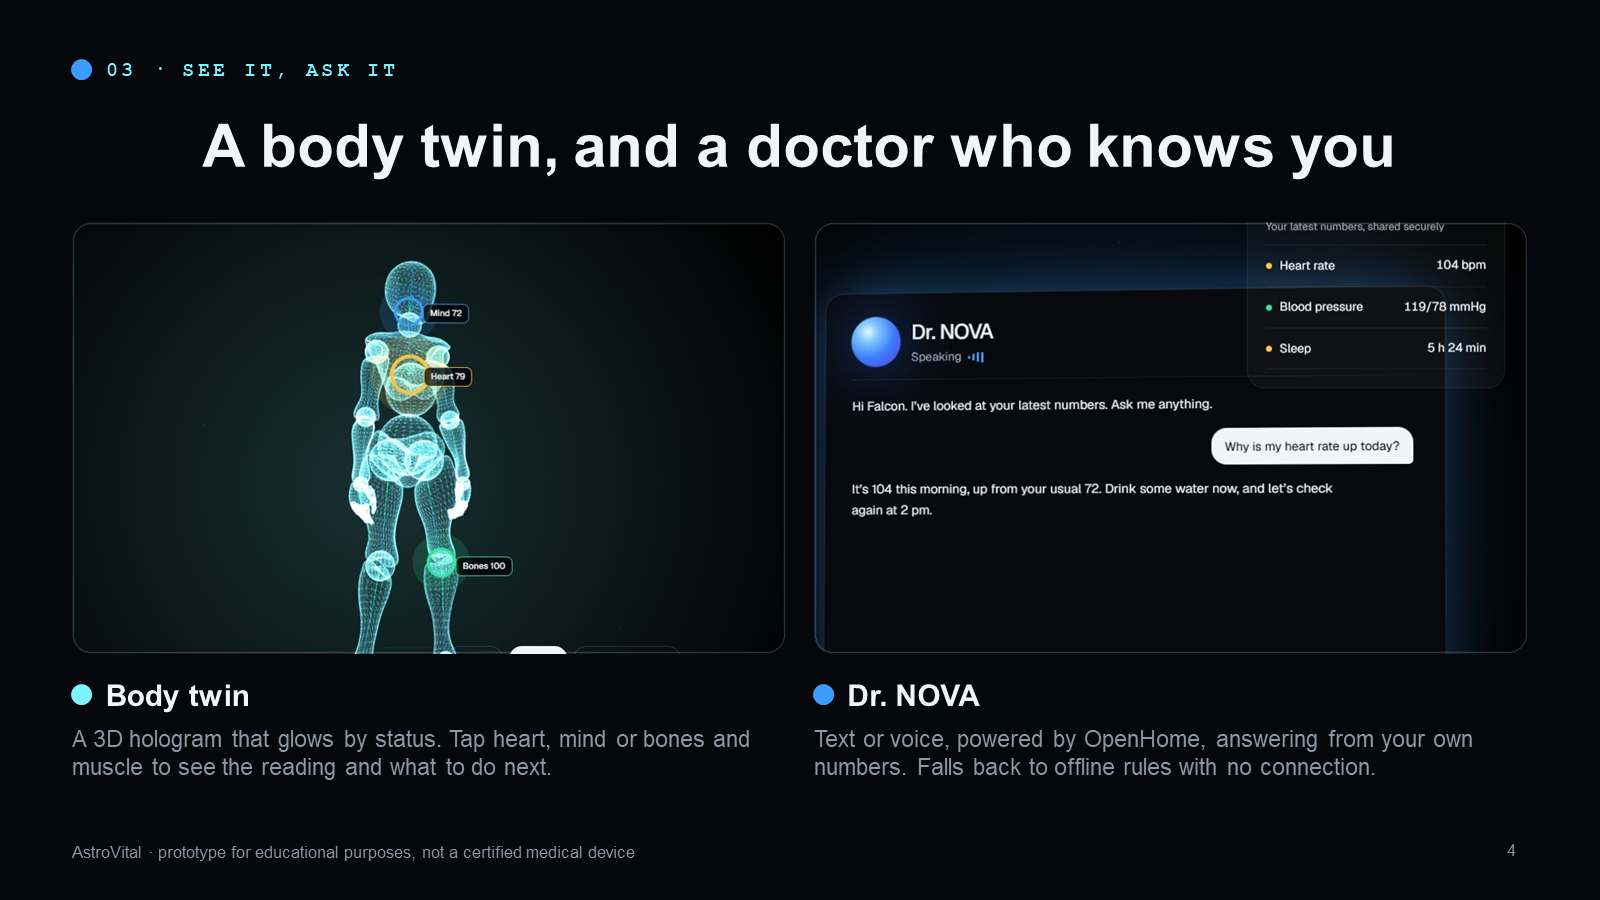 03 · SEE IT, ASK IT
A body twin, and a doctor who knows you
Mind 72
Heart 79
Bones 100
Your latest numbers, shared securely
Heart rate 104 bpm
Blood pressure 119/78 mmHg
Sleep 5 h 24 min
Dr. NOVA
Speaking
Hi Falcon. I've looked at your latest numbers. Ask me anything.
Why is my heart rate up today?
It's 104 this morning, up from your usual 72. Drink some water now, and let's check
again at 2 pm.
Body twin
A 3D hologram that glows by status. Tap heart, mind or bones and
muscle to see the reading and what to do next.
Dr. NOVA
Text or voice, powered by OpenHome, answering from your own
numbers. Falls back to offline rules with no connection.
AstroVital · prototype for educational purposes, not a certified medical device
4